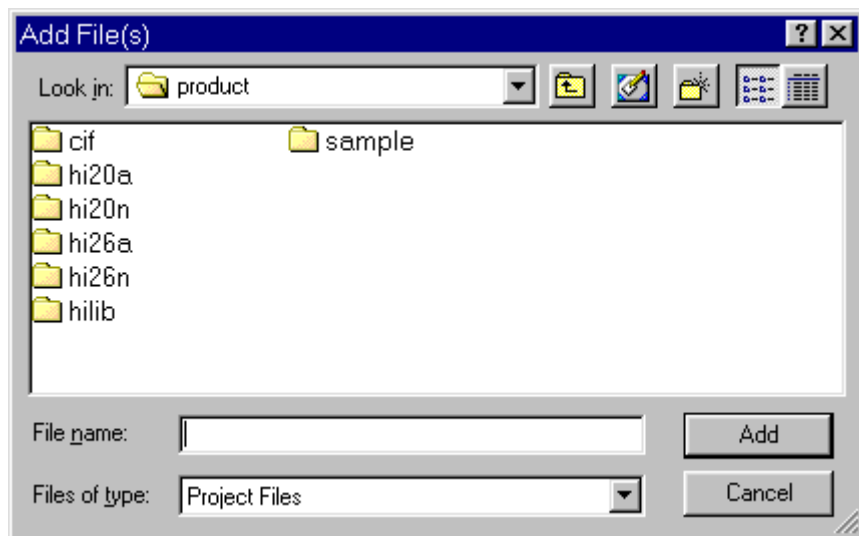 Add File(s)
Look in: product
cif sample
hi20a
hi20n
hi26a
hi26n
hilib
File name: Add
Files of type: Project Files Cancel